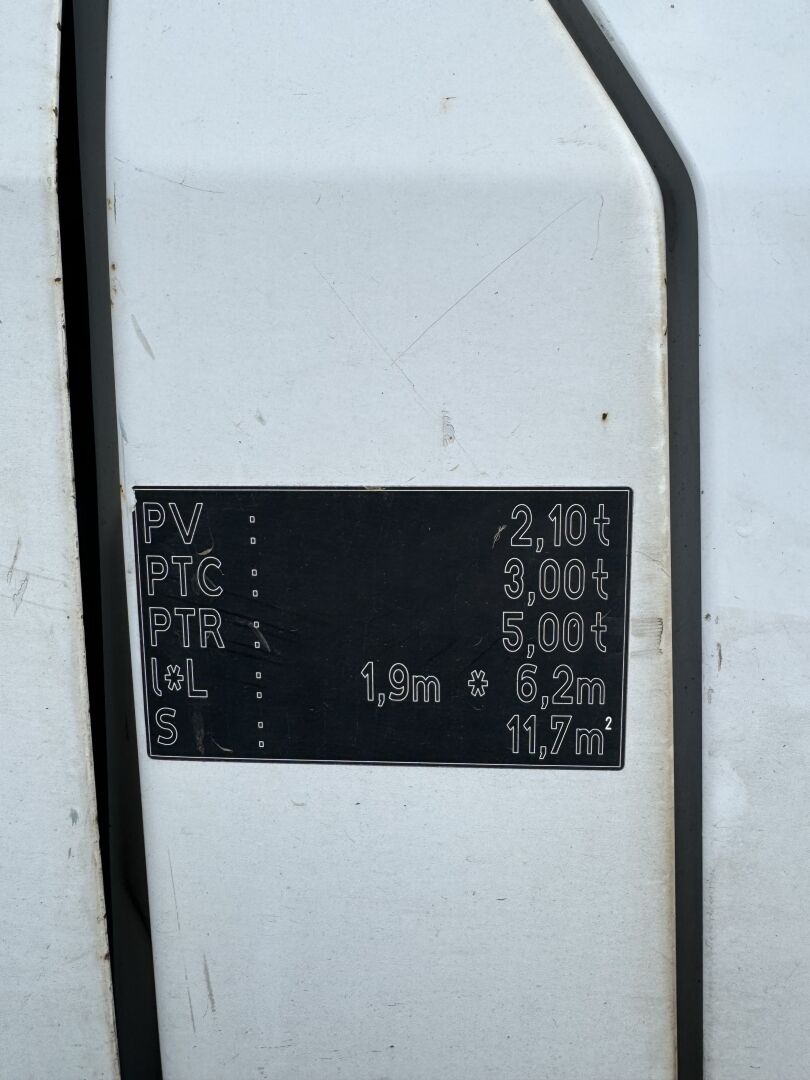 PV : 2,10t
PTC : 3,00t
PTR : 5,00t
l*L : 1,9m * 6,2m
S : 11,7m²